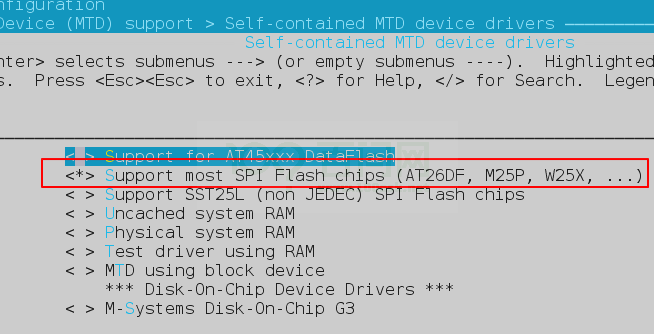 nfiguration
Device (MTD) support > Self-contained MTD device drivers
Self-contained MTD device drivers
nter> selects submenus ---> (or empty submenus ----).  Highlighted
s.  Press <Esc><Esc> to exit, <?> for Help, </> for Search.  Legen
< > Support for AT45xxx DataFlash
<*> Support most SPI Flash chips (AT26DF, M25P, W25X, ...)
< > Support SST25L (non JEDEC) SPI Flash chips
< > Uncached system RAM
< > Physical system RAM
< > Test driver using RAM
< > MTD using block device
*** Disk-On-Chip Device Drivers ***
< > M-Systems Disk-On-Chip G3